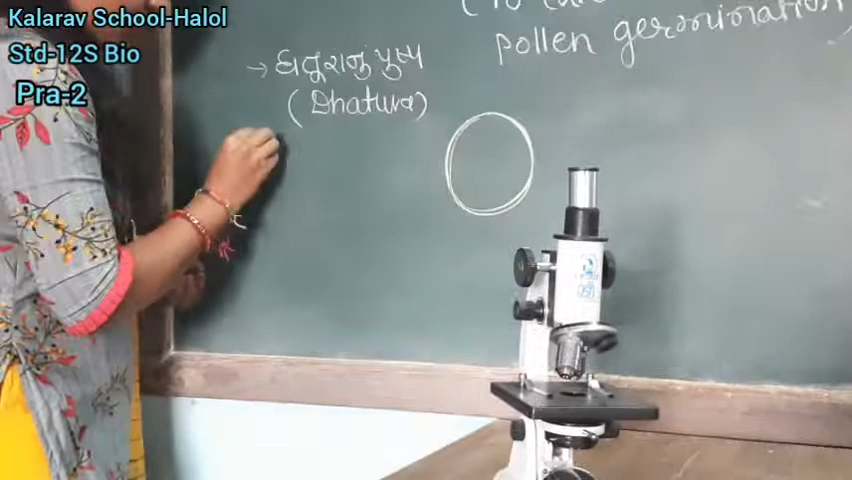 Kalarav School-Halol
Std-12S Bio
Pra-2
pollen germination
→ ધતુરાનું પુષ્પ
(Dhatura)